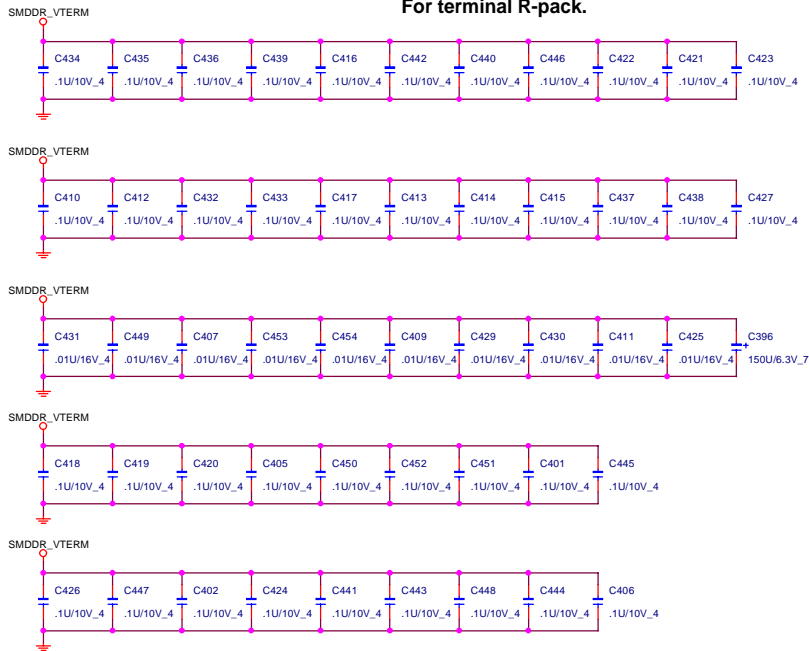 For terminal R-pack.
SMDDR_VTERM
C434 C435 C436 C439 C416 C442 C440 C446 C422 C421 C423
.1U/10V_4 .1U/10V_4 .1U/10V_4 .1U/10V_4 .1U/10V_4 .1U/10V_4 .1U/10V_4 .1U/10V_4 .1U/10V_4 .1U/10V_4 .1U/10V_4
SMDDR_VTERM
C410 C412 C432 C433 C417 C413 C414 C415 C437 C438 C427
.1U/10V_4 .1U/10V_4 .1U/10V_4 .1U/10V_4 .1U/10V_4 .1U/10V_4 .1U/10V_4 .1U/10V_4 .1U/10V_4 .1U/10V_4 .1U/10V_4
SMDDR_VTERM
C431 C449 C407 C453 C454 C409 C429 C430 C411 C425 C396
.01U/16V_4 .01U/16V_4 .01U/16V_4 .01U/16V_4 .01U/16V_4 .01U/16V_4 .01U/16V_4 .01U/16V_4 .01U/16V_4 .01U/16V_4 150U/6.3V_7
SMDDR_VTERM
C418 C419 C420 C405 C450 C452 C451 C401 C445
.1U/10V_4 .1U/10V_4 .1U/10V_4 .1U/10V_4 .1U/10V_4 .1U/10V_4 .1U/10V_4 .1U/10V_4 .1U/10V_4
SMDDR_VTERM
C426 C447 C402 C424 C441 C443 C448 C444 C406
.1U/10V_4 .1U/10V_4 .1U/10V_4 .1U/10V_4 .1U/10V_4 .1U/10V_4 .1U/10V_4 .1U/10V_4 .1U/10V_4